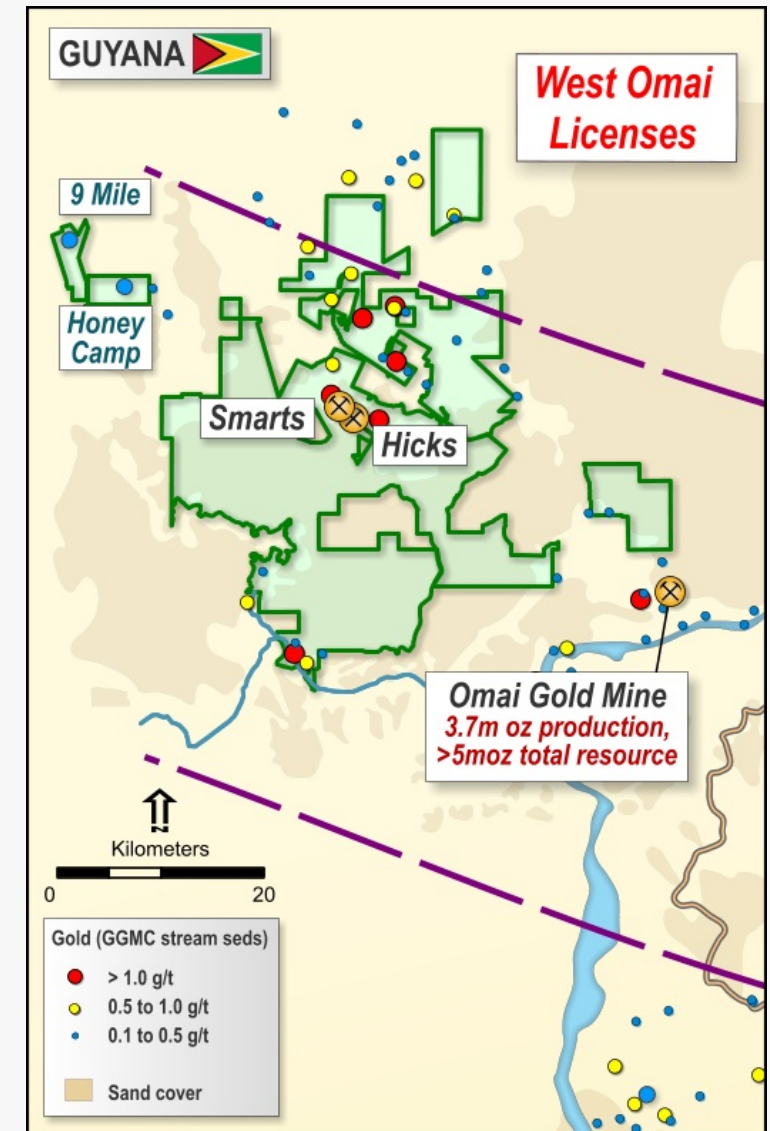 GUYANA
West Omai
Licenses
9 Mile
Honey
Camp
Smarts
Hicks
Omai Gold Mine
3.7m oz production,
>5moz total resource
N
Kilometers
0 20
Gold (GGMC stream seds)
> 1.0 g/t
0.5 to 1.0 g/t
0.1 to 0.5 g/t
Sand cover